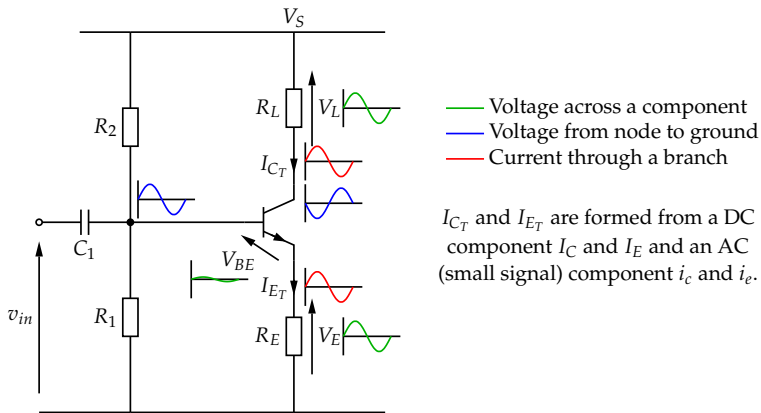 V_S
R_2
R_L
V_L
I_{C_T}
C_1
V_{BE}
I_{E_T}
v_{in}
R_1
R_E
V_E
Voltage across a component
Voltage from node to ground
Current through a branch
I_{C_T} and I_{E_T} are formed from a DC
component I_C and I_E and an AC
(small signal) component i_c and i_e.